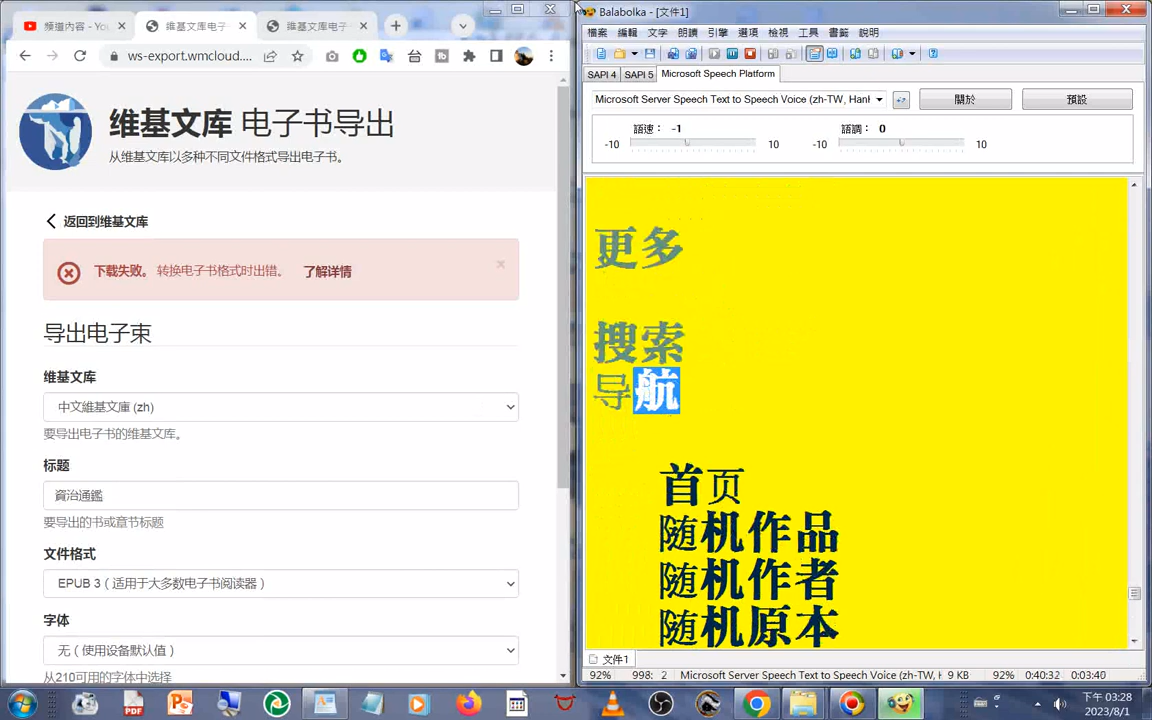 頻道內容 - You
维基文库电子
维基文库电子
ws-export.wmcloud....
维基文库 电子书导出
从维基文库以多种不同文件格式导出电子书。
返回到维基文库
下载失败。 转换电子书格式时出错。 了解详情
导出电子束
维基文库
中文維基文庫 (zh)
要导出电子书的维基文库。
标题
資治通鑑
要导出的书或章节标题
文件格式
EPUB 3 ( 适用于大多数电子书阅读器 )
字体
无 ( 使用设备默认值 )
从210可用的字体中选择
Balabolka - [文件1]
檔案 編輯 文字 朗讀 引擎 選項 檢視 工具 書籤 說明
SAPI 4 SAPI 5 Microsoft Speech Platform
Microsoft Server Speech Text to Speech Voice (zh-TW, Han
關於 預設
語速： -1 語調： 0
-10 10 -10 10
更多
搜索
导航
首页
随机作品
随机作者
随机原本
文件1
92% 998: 2 Microsoft Server Speech Text to Speech Voice (zh-TW, H 9 KB 92% 0:40:32 0:03:40
下午 03:28
2023/8/1